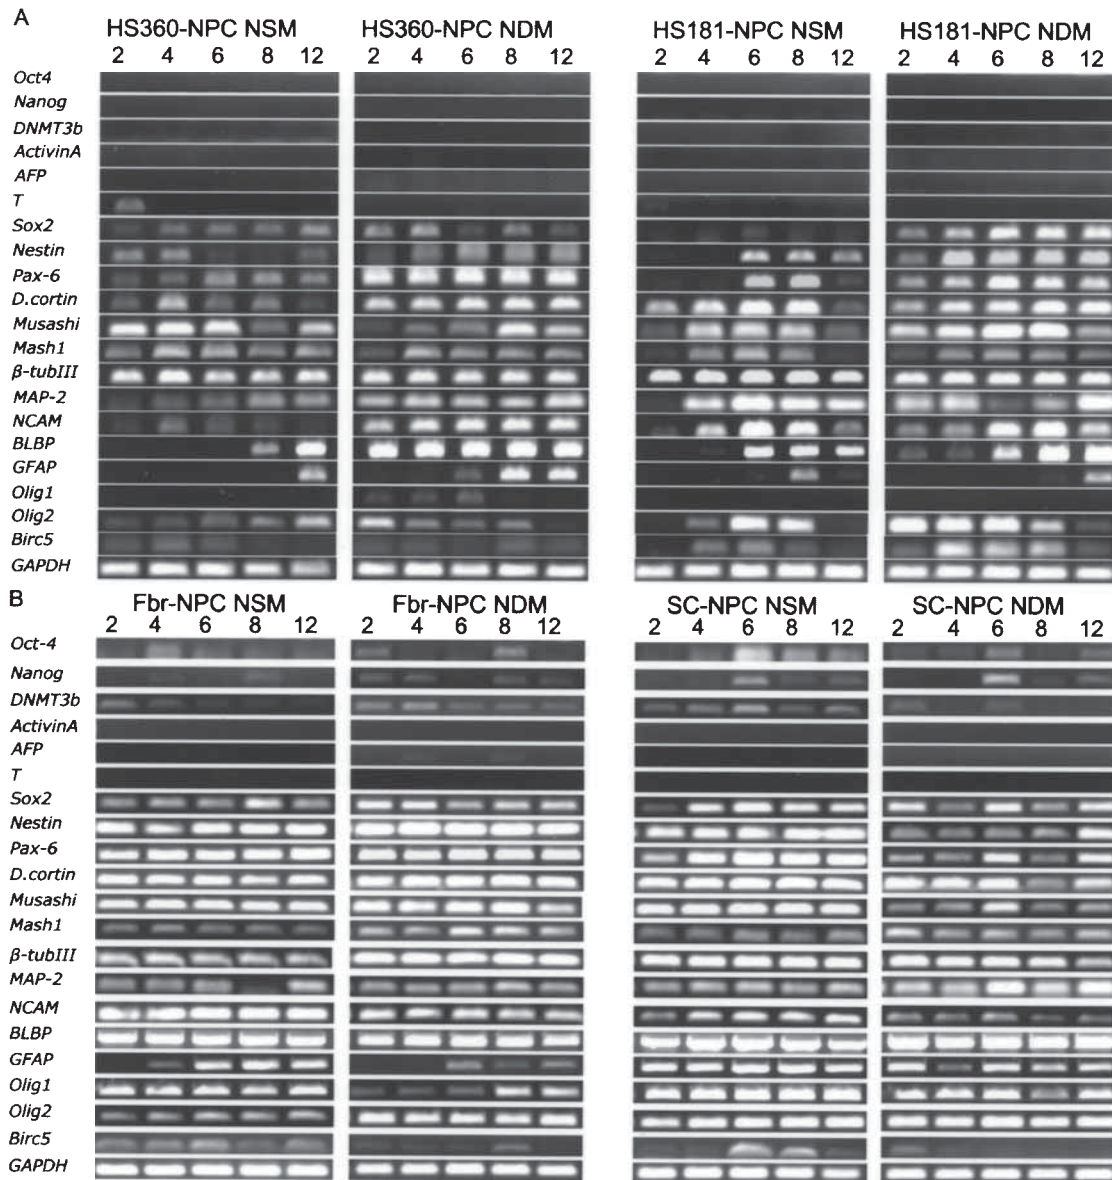 A
HS360-NPC NSM HS360-NPC NDM HS181-NPC NSM HS181-NPC NDM
2 4 6 8 12 2 4 6 8 12 2 4 6 8 12 2 4 6 8 12
Oct4
Nanog
DNMT3b
ActivinA
AFP
T
Sox2
Nestin
Pax-6
D.cortin
Musashi
Mash1
β-tubIII
MAP-2
NCAM
BLBP
GFAP
Olig1
Olig2
Birc5
GAPDH
B
Fbr-NPC NSM Fbr-NPC NDM SC-NPC NSM SC-NPC NDM
2 4 6 8 12 2 4 6 8 12 2 4 6 8 12 2 4 6 8 12
Oct-4
Nanog
DNMT3b
ActivinA
AFP
T
Sox2
Nestin
Pax-6
D.cortin
Musashi
Mash1
β-tubIII
MAP-2
NCAM
BLBP
GFAP
Olig1
Olig2
Birc5
GAPDH